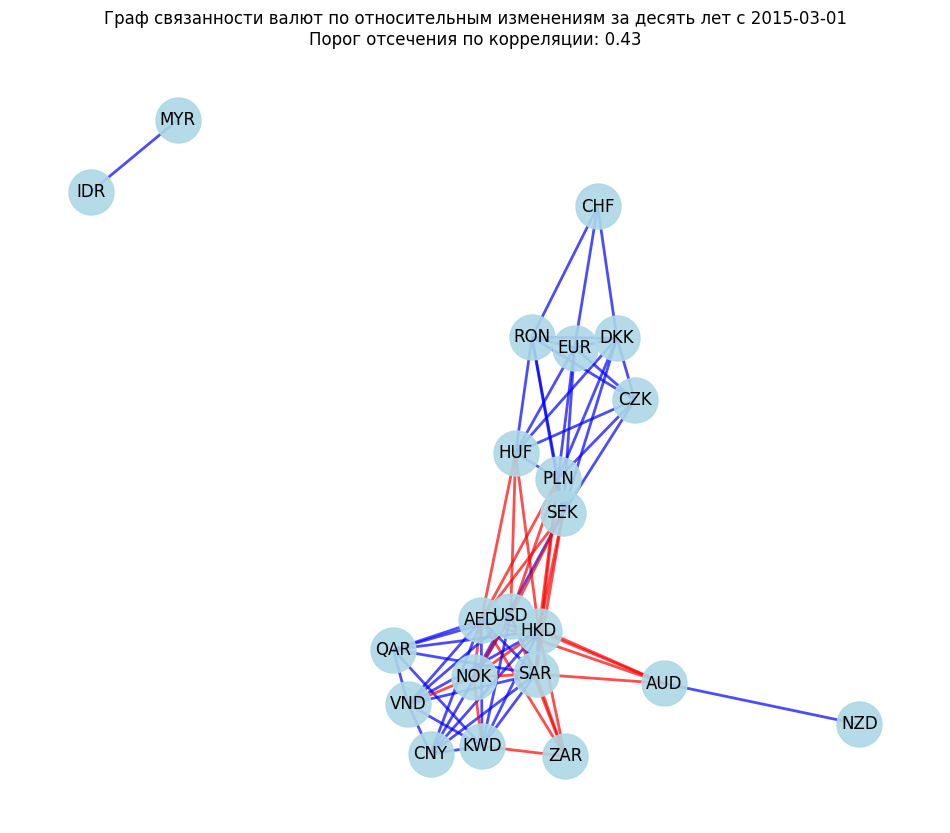 Граф связанности валют по относительным изменениям за десять лет с 2015-03-01
Порог отсечения по корреляции: 0.43
MYR
IDR
CHF
RON
EUR
DKK
CZK
HUF
PLN
SEK
AED
USD
HKD
QAR
NOK
SAR
AUD
VND
NZD
CNY
KWD
ZAR